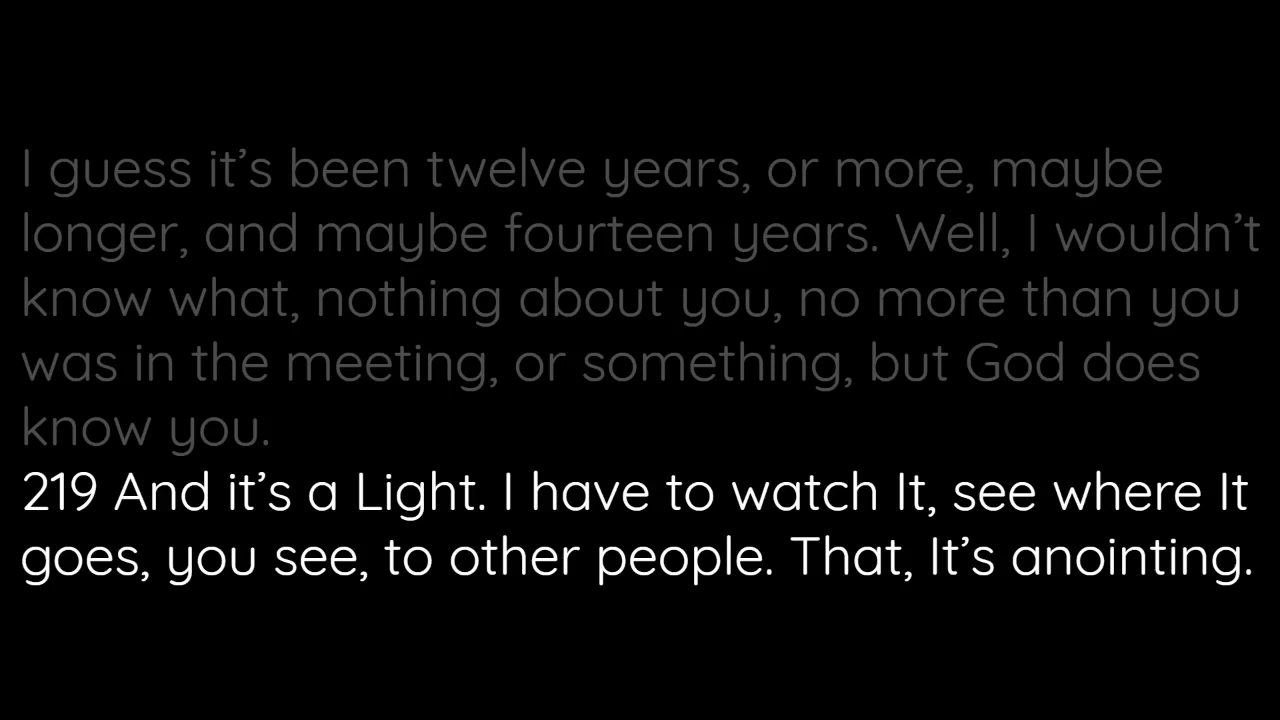 I guess it’s been twelve years, or more, maybe
longer, and maybe fourteen years. Well, I wouldn’t
know what, nothing about you, no more than you
was in the meeting, or something, but God does
know you.
219 And it’s a Light. I have to watch It, see where It
goes, you see, to other people. That, It’s anointing.